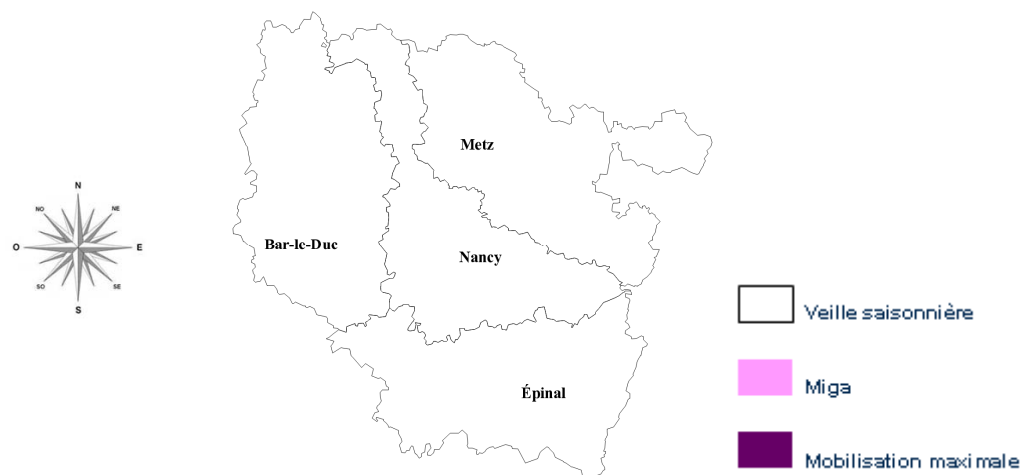 Metz
N
NO
NE
O
E
Bar-le-Duc
Nancy
SO
SE
S
Veille saisonnière
Miga
Épinal
Mobilisation maximale